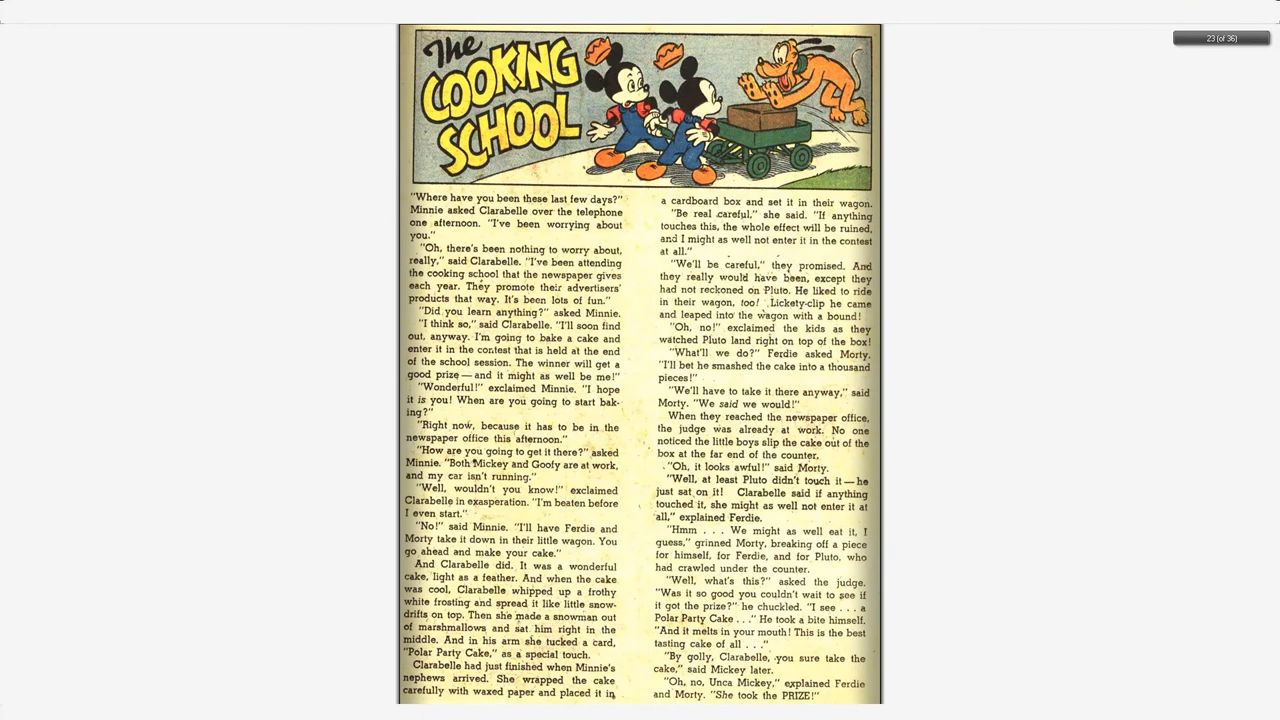 23 (of 36)
The
COOKING
SCHOOL
"Where have you been these last few days?"
Minnie asked Clarabelle over the telephone
one afternoon. "I've been worrying about
you."
"Oh, there's been nothing to worry about,
really," said Clarabelle. "I've been attending
the cooking school that the newspaper gives
each year. They promote their advertisers'
products that way. It's been lots of fun."
"Did you learn anything?" asked Minnie.
"I think so," said Clarabelle. "I'll soon find
out, anyway. I'm going to bake a cake and
enter it in the contest that is held at the end
of the school session. The winner will get a
good prize — and it might as well be me!"
"Wonderful!" exclaimed Minnie. "I hope
it is you! When are you going to start bak-
ing?"
"Right now, because it has to be in the
newspaper office this afternoon."
"How are you going to get it there?" asked
Minnie. "Both Mickey and Goofy are at work,
and my car isn't running."
"Well, wouldn't you know!" exclaimed
Clarabelle in exasperation. "I'm beaten before
I even start."
"No!" said Minnie. "I'll have Ferdie and
Morty take it down in their little wagon. You
go ahead and make your cake."
And Clarabelle did. It was a wonderful
cake, light as a feather. And when the cake
was cool, Clarabelle whipped up a frothy
white frosting and spread it like little snow-
drifts on top. Then she made a snowman out
of marshmallows and sat him right in the
middle. And in his arm she tucked a card,
"Polar Party Cake," as a special touch.
Clarabelle had just finished when Minnie's
nephews arrived. She wrapped the cake
carefully with waxed paper and placed it in
a cardboard box and set it in their wagon.
"Be real careful," she said. "If anything
touches this, the whole effect will be ruined,
and I might as well not enter it in the contest
at all."
"We'll be careful," they promised. And
they really would have been, except they
had not reckoned on Pluto. He liked to ride
in their wagon, too! Lickety-clip he came
and leaped into the wagon with a bound!
"Oh, no!" exclaimed the kids as they
watched Pluto land right on top of the box!
"What'll we do?" Ferdie asked Morty.
"I'll bet he smashed the cake into a thousand
pieces!"
"We'll have to take it there anyway," said
Morty. "We said we would!"
When they reached the newspaper office,
the judge was already at work. No one
noticed the little boys slip the cake out of the
box at the far end of the counter.
"Oh, it looks awful!" said Morty.
"Well, at least Pluto didn't touch it — he
just sat on it! Clarabelle said if anything
touched it, she might as well not enter it at
all," explained Ferdie.
"Hmm . . . We might as well eat it, I
guess," grinned Morty, breaking off a piece
for himself, for Ferdie, and for Pluto, who
had crawled under the counter.
"Well, what's this?" asked the judge.
"Was it so good you couldn't wait to see if
it got the prize?" he chuckled. "I see . . . a
Polar Party Cake . . ." He took a bite himself.
"And it melts in your mouth! This is the best
tasting cake of all . . ."
"By golly, Clarabelle, you sure take the
cake," said Mickey later.
"Oh, no, Unca Mickey," explained Ferdie
and Morty. "She took the PRIZE!"